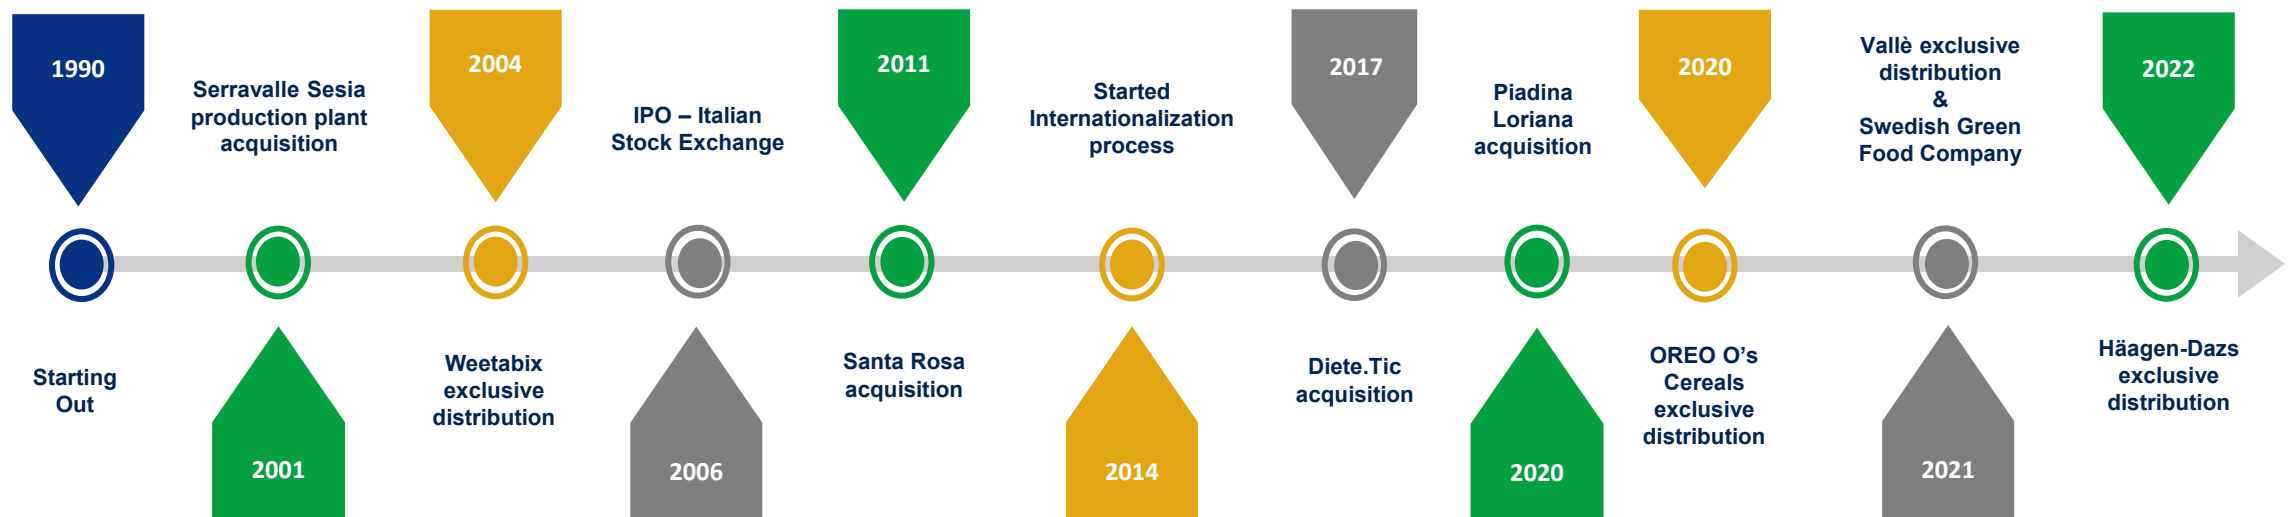 1990
Starting
Out
Serravalle Sesia
production plant
acquisition
2001
2004
Weetabix
exclusive
distribution
IPO – Italian
Stock Exchange
2006
2011
Santa Rosa
acquisition
Started
Internationalization
process
2014
2017
Diete.Tic
acquisition
Piadina
Loriana
acquisition
2020
2020
OREO O’s
Cereals
exclusive
distribution
Vallè exclusive
distribution
&
Swedish Green
Food Company
2021
2022
Häagen-Dazs
exclusive
distribution